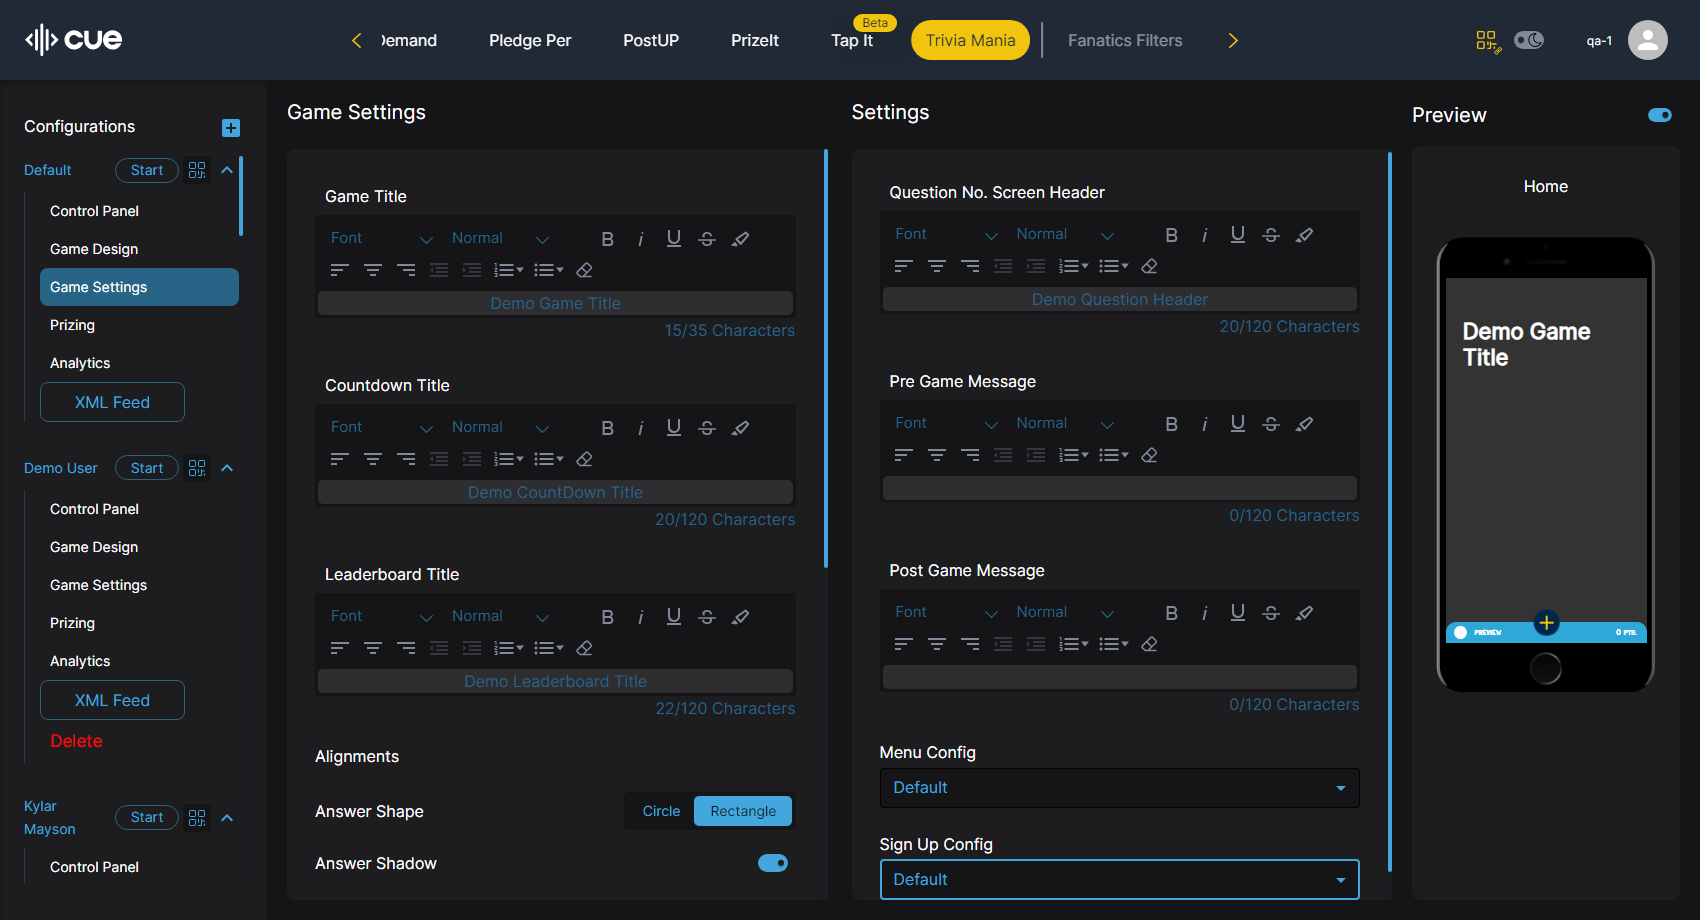 cue
Demand
Pledge Per
PostUP
PrizeIt
Beta
Tap It
Trivia Mania
Fanatics Filters
qa-1
Configurations
Default
Start
Control Panel
Game Design
Game Settings
Prizing
Analytics
XML Feed
Demo User
Start
Control Panel
Game Design
Game Settings
Prizing
Analytics
XML Feed
Delete
Kylar
Mayson
Start
Control Panel
Game Settings
Game Title
Font Normal B i U S
Demo Game Title
15/35 Characters
Countdown Title
Font Normal B i U S
Demo CountDown Title
20/120 Characters
Leaderboard Title
Font Normal B i U S
Demo Leaderboard Title
22/120 Characters
Alignments
Answer Shape
Circle
Rectangle
Answer Shadow
Settings
Question No. Screen Header
Font Normal B i U S
Demo Question Header
20/120 Characters
Pre Game Message
Font Normal B i U S
0/120 Characters
Post Game Message
Font Normal B i U S
0/120 Characters
Menu Config
Default
Sign Up Config
Default
Preview
Home
Demo Game
Title
PREVIEW
0 PTS.